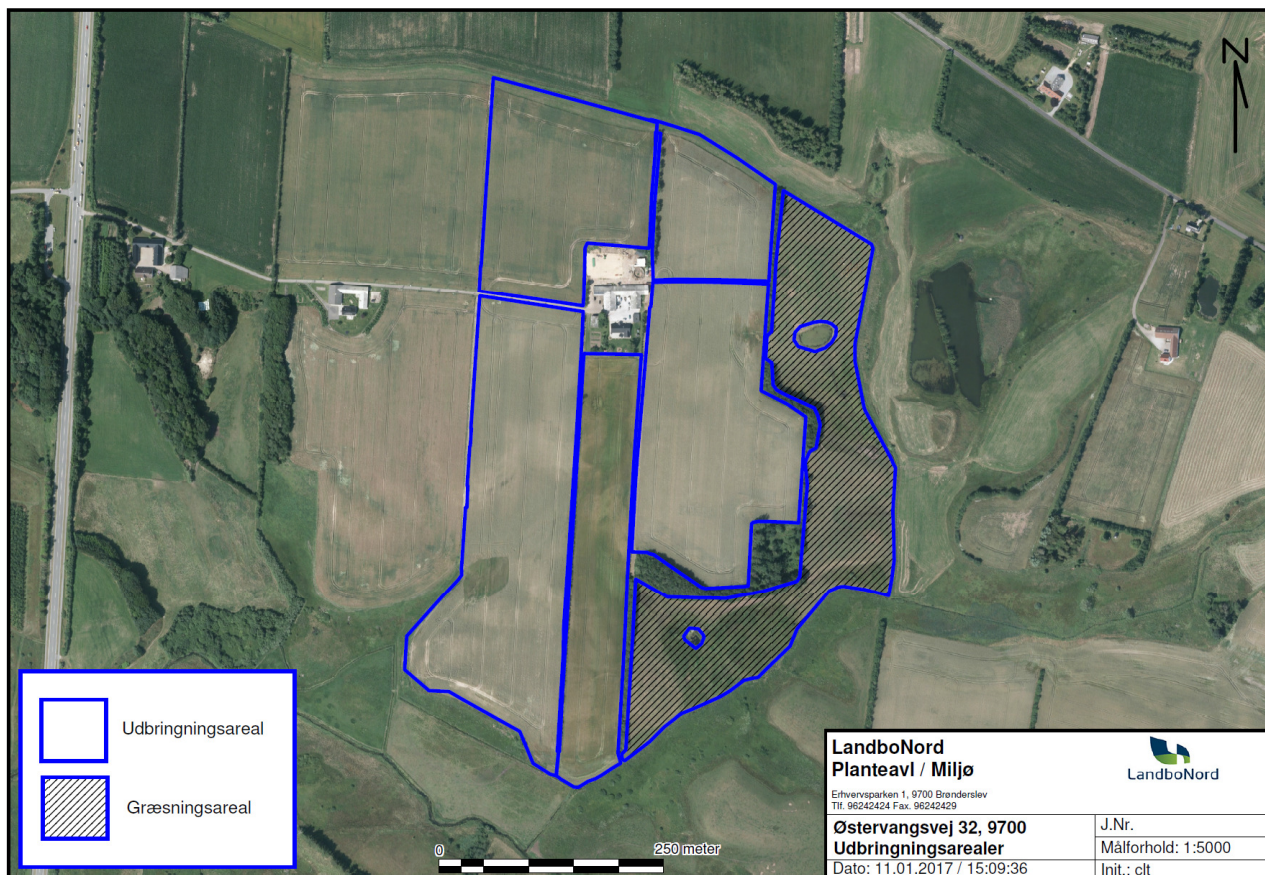 N
Udbringningsareal
Græsningsareal
0 250 meter
LandboNord
Planteavl / Miljø
LandboNord
Erhvervsparken 1, 9700 Brønderslev
Tlf. 96242424 Fax. 96242429
Østervangsvej 32, 9700
Udbringningsarealer
J.Nr.
Målforhold: 1:5000
Dato: 11.01.2017 / 15:09:36
Init.: clt